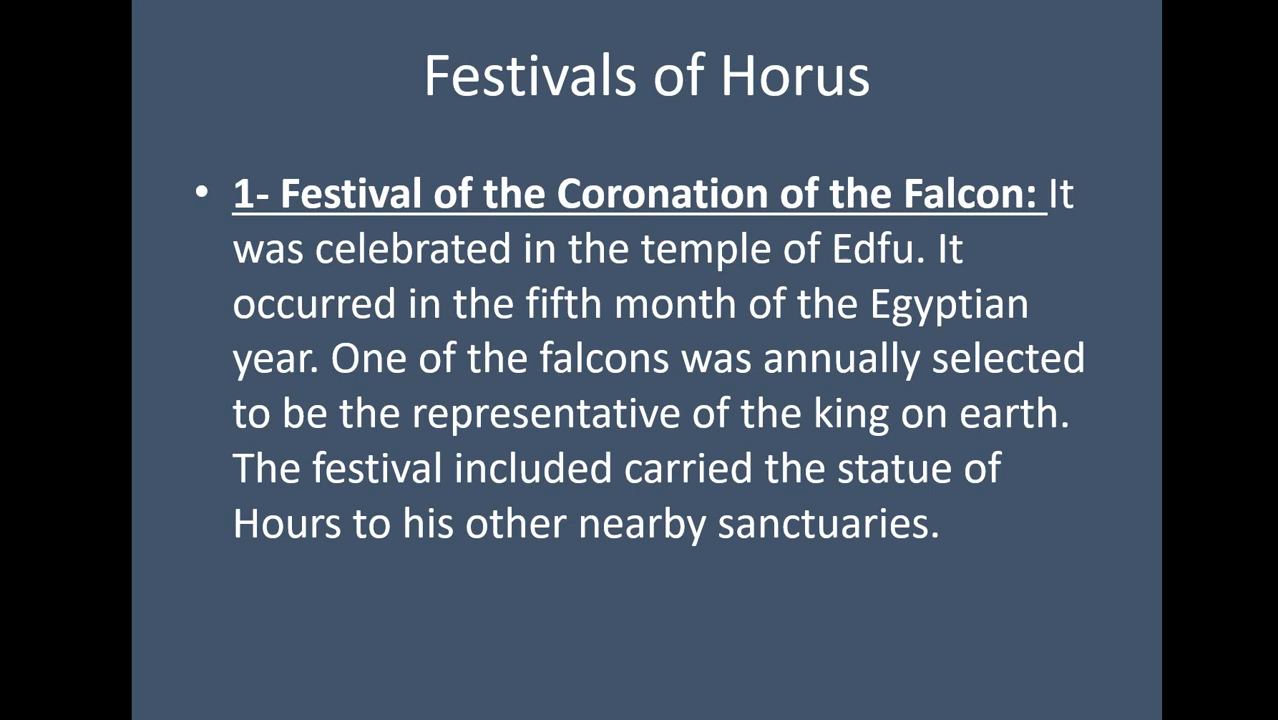 Festivals of Horus
• 1- Festival of the Coronation of the Falcon: It
was celebrated in the temple of Edfu. It
occurred in the fifth month of the Egyptian
year. One of the falcons was annually selected
to be the representative of the king on earth.
The festival included carried the statue of
Hours to his other nearby sanctuaries.